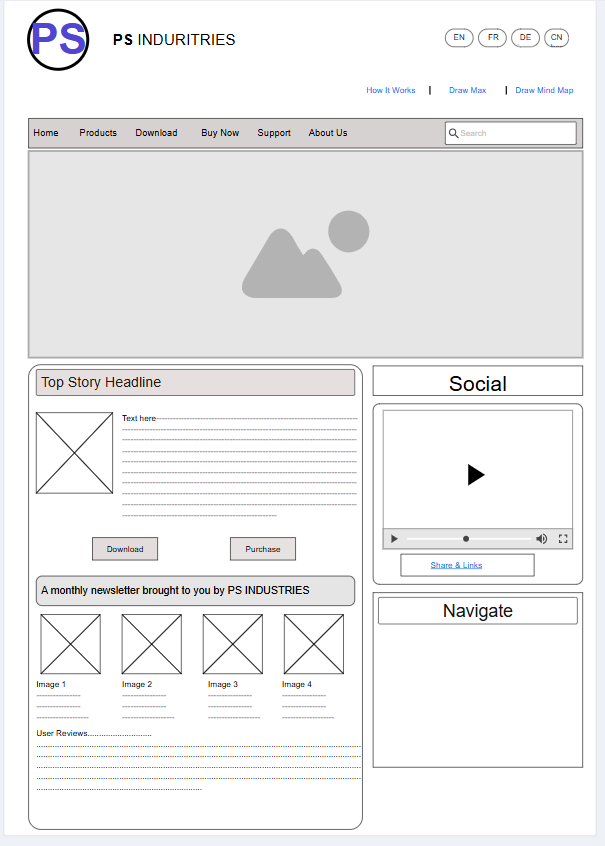 PS
PS INDURITRIES
EN FR DE CN
How It Works | Draw Max | Draw Mind Map
Home Products Download Buy Now Support About Us Search
Top Story Headline
Text here
Download Purchase
A monthly newsletter brought to you by PS INDUSTRIES
Image 1 Image 2 Image 3 Image 4
User Reviews............................
Social
Share & Links
Navigate